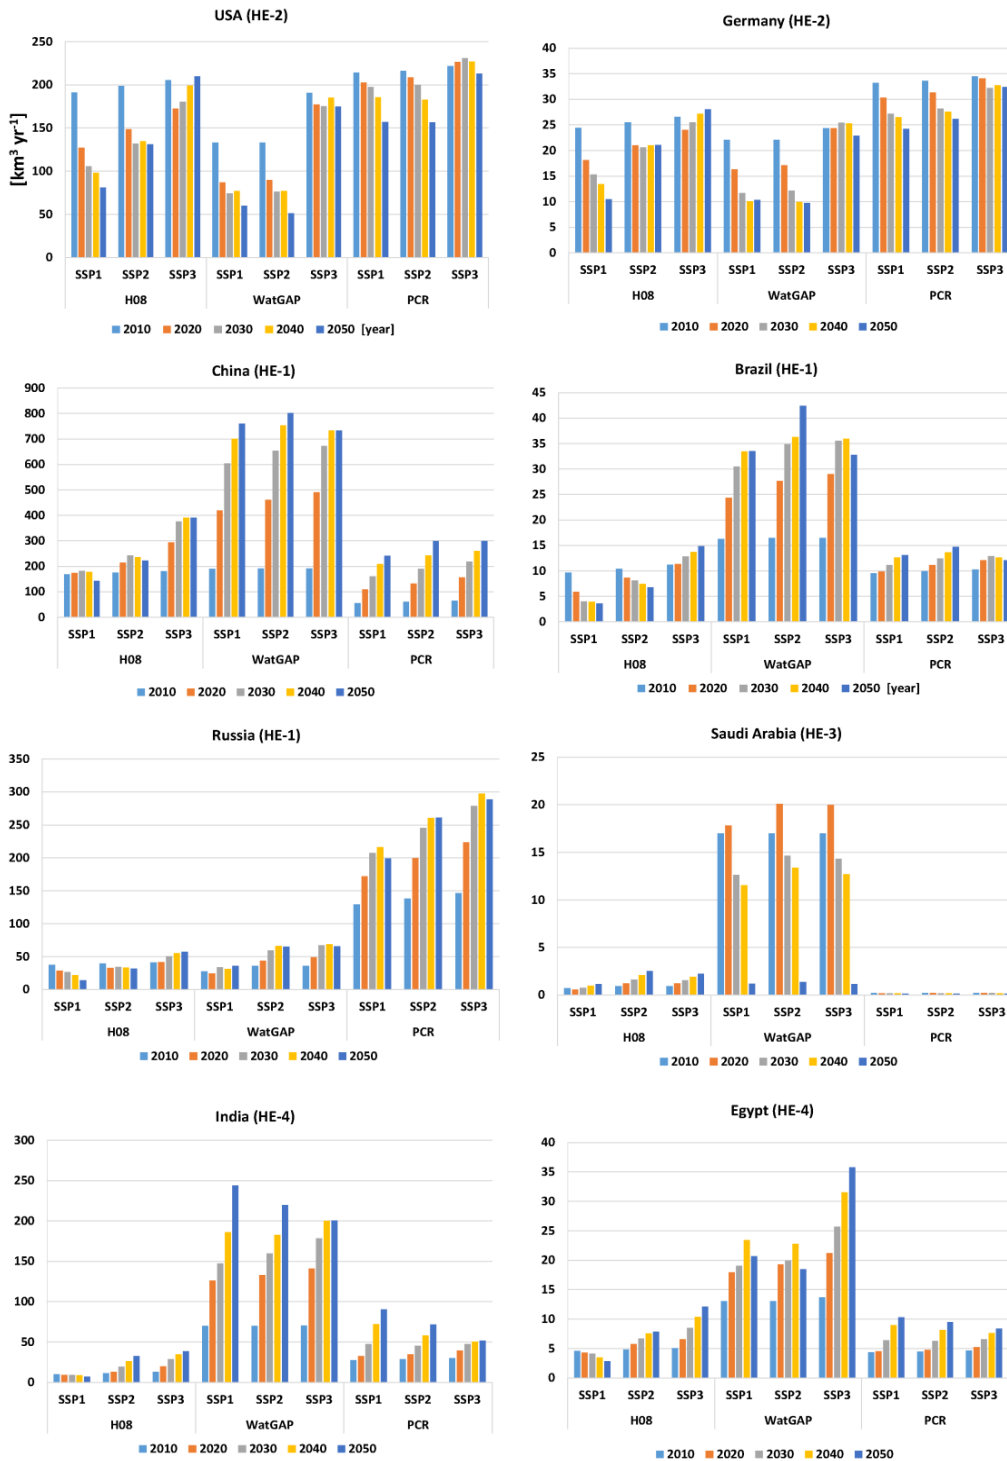 USA (HE-2)
[km³ yr⁻¹]
250
200
150
100
50
0
SSP1 SSP2 SSP3 SSP1 SSP2 SSP3 SSP1 SSP2 SSP3
H08 WatGAP PCR
2010 2020 2030 2040 2050 [year]
Germany (HE-2)
40
35
30
25
20
15
10
5
0
SSP1 SSP2 SSP3 SSP1 SSP2 SSP3 SSP1 SSP2 SSP3
H08 WatGAP PCR
2010 2020 2030 2040 2050
China (HE-1)
900
800
700
600
500
400
300
200
100
0
SSP1 SSP2 SSP3 SSP1 SSP2 SSP3 SSP1 SSP2 SSP3
H08 WatGAP PCR
2010 2020 2030 2040 2050
Brazil (HE-1)
45
40
35
30
25
20
15
10
5
0
SSP1 SSP2 SSP3 SSP1 SSP2 SSP3 SSP1 SSP2 SSP3
H08 WatGAP PCR
2010 2020 2030 2040 2050 [year]
Russia (HE-1)
350
300
250
200
150
100
50
0
SSP1 SSP2 SSP3 SSP1 SSP2 SSP3 SSP1 SSP2 SSP3
H08 WatGAP PCR
2010 2020 2030 2040 2050
Saudi Arabia (HE-3)
25
20
15
10
5
0
SSP1 SSP2 SSP3 SSP1 SSP2 SSP3 SSP1 SSP2 SSP3
H08 WatGAP PCR
2010 2020 2030 2040 2050
India (HE-4)
300
250
200
150
100
50
0
SSP1 SSP2 SSP3 SSP1 SSP2 SSP3 SSP1 SSP2 SSP3
H08 WatGAP PCR
2010 2020 2030 2040 2050
Egypt (HE-4)
40
35
30
25
20
15
10
5
0
SSP1 SSP2 SSP3 SSP1 SSP2 SSP3 SSP1 SSP2 SSP3
H08 WatGAP PCR
2010 2020 2030 2040 2050